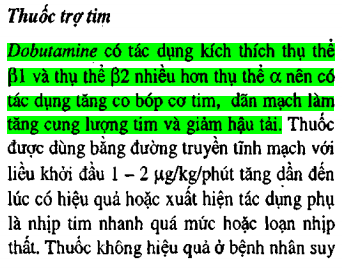 Thuốc trợ tim
Dobutamine có tác dụng kích thích thụ thể
β1 và thụ thể β2 nhiều hơn thụ thể α nên có
tác dụng tăng co bóp cơ tim, dãn mạch làm
tăng cung lượng tim và giảm hậu tải. Thuốc
được dùng bằng đường truyền tĩnh mạch với
liều khởi đầu 1 – 2 µg/kg/phút tăng dần đến
lúc có hiệu quả hoặc xuất hiện tác dụng phụ
là nhịp tim nhanh quá mức hoặc loạn nhịp
thất. Thuốc không hiệu quả ở bệnh nhân suy